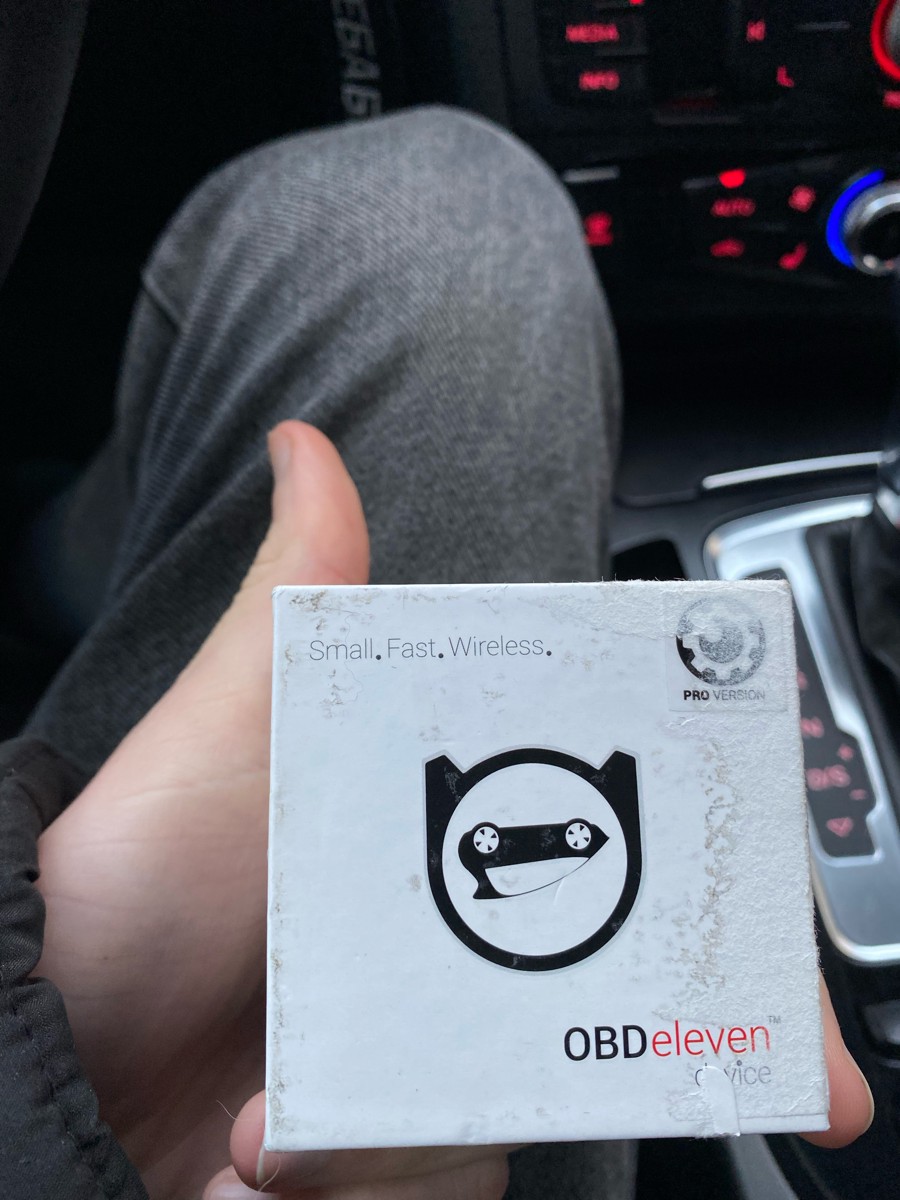 MEDIA
INFO
AUTO
Small. Fast. Wireless.
PRO VERSION
OBDeleven™
device